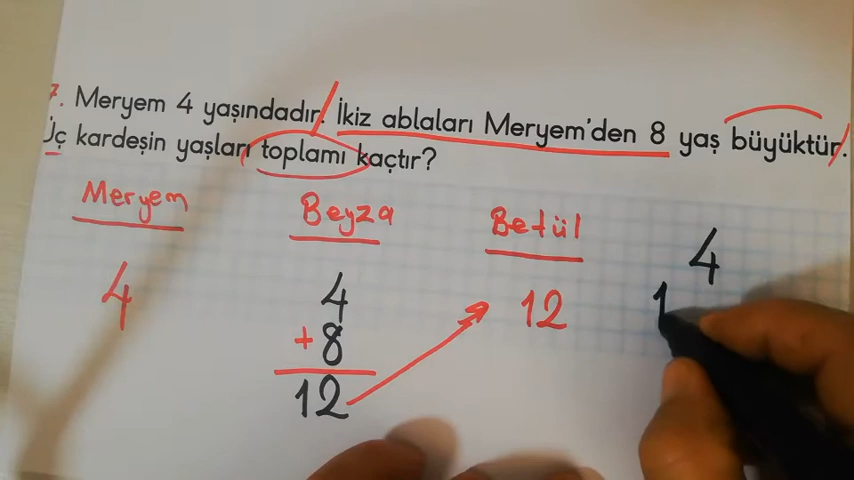 7. Meryem 4 yaşındadır. İkiz ablaları Meryem'den 8 yaş büyüktür.
Üç kardeşin yaşları toplamı kaçtır?
Meryem Beyza Betül
4 4 12 4
+8 1
12